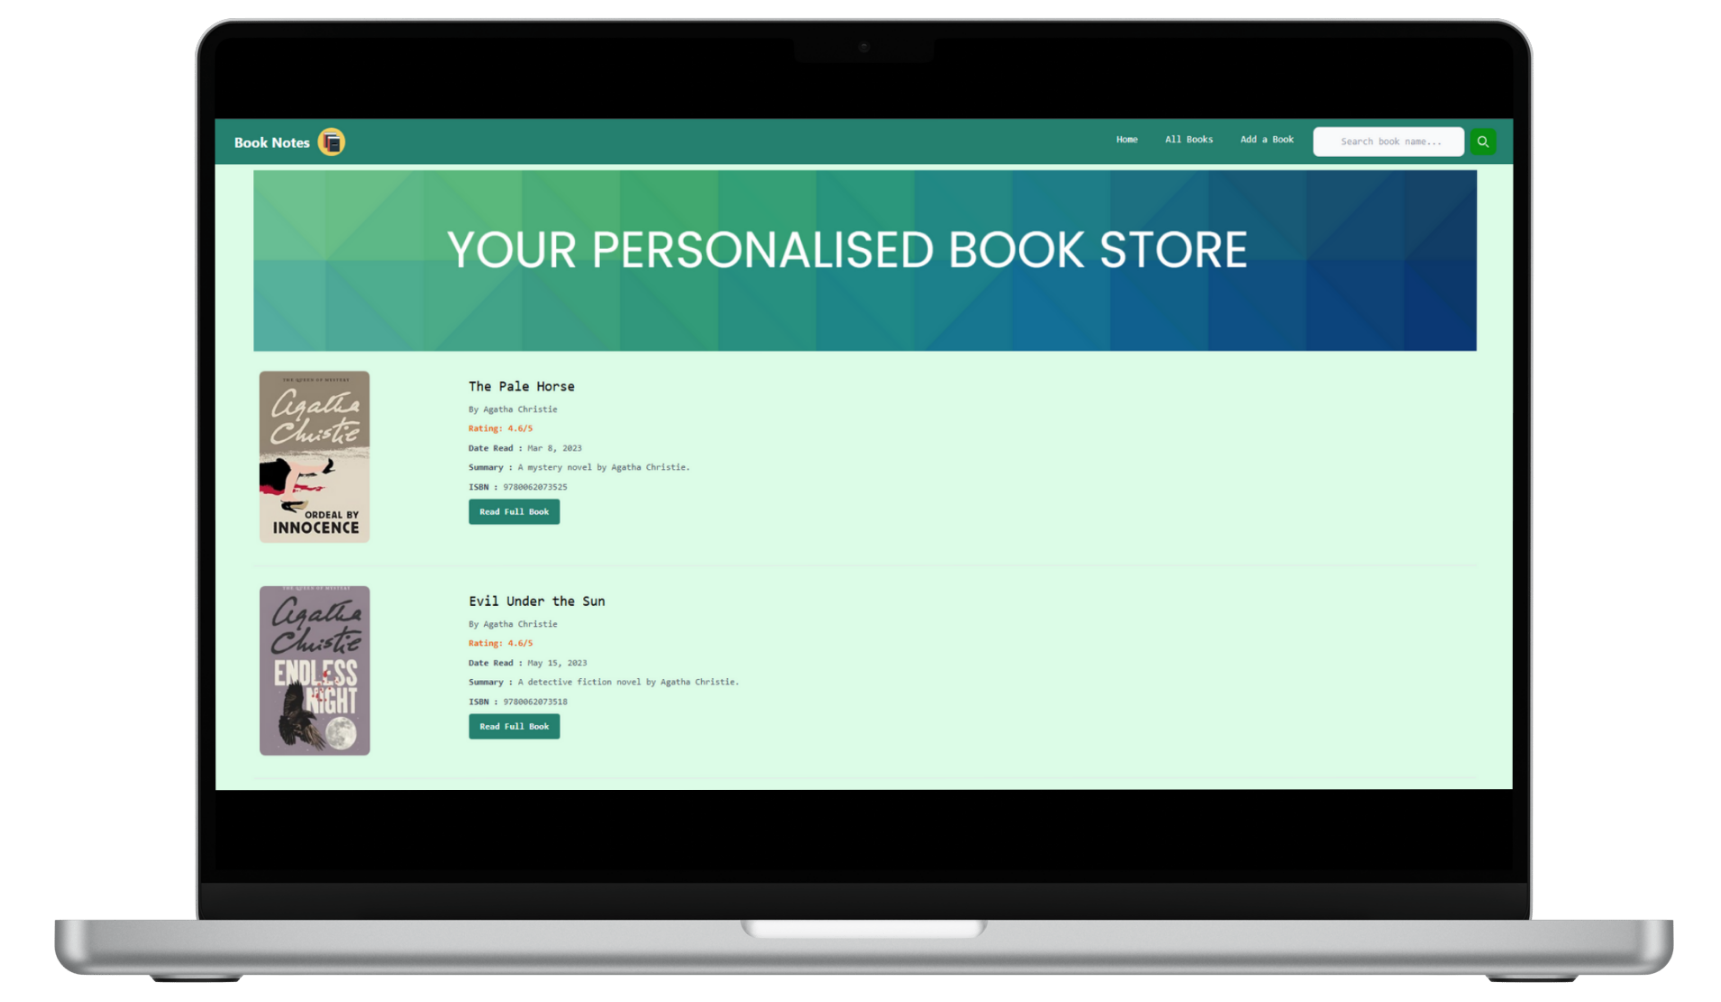 Book Notes
Home
All Books
Add a Book
Search book name...
YOUR PERSONALISED BOOK STORE
THE QUEEN OF MYSTERY
Agatha
Christie
ORDEAL BY
INNOCENCE
The Pale Horse
By Agatha Christie
Rating: 4.6/5
Date Read : Mar 8, 2023
Summary : A mystery novel by Agatha Christie.
ISBN : 9780062073525
Read Full Book
THE QUEEN OF MYSTERY
Agatha
Christie
ENDLESS
NIGHT
Evil Under the Sun
By Agatha Christie
Rating: 4.6/5
Date Read : May 15, 2023
Summary : A detective fiction novel by Agatha Christie.
ISBN : 9780062073518
Read Full Book